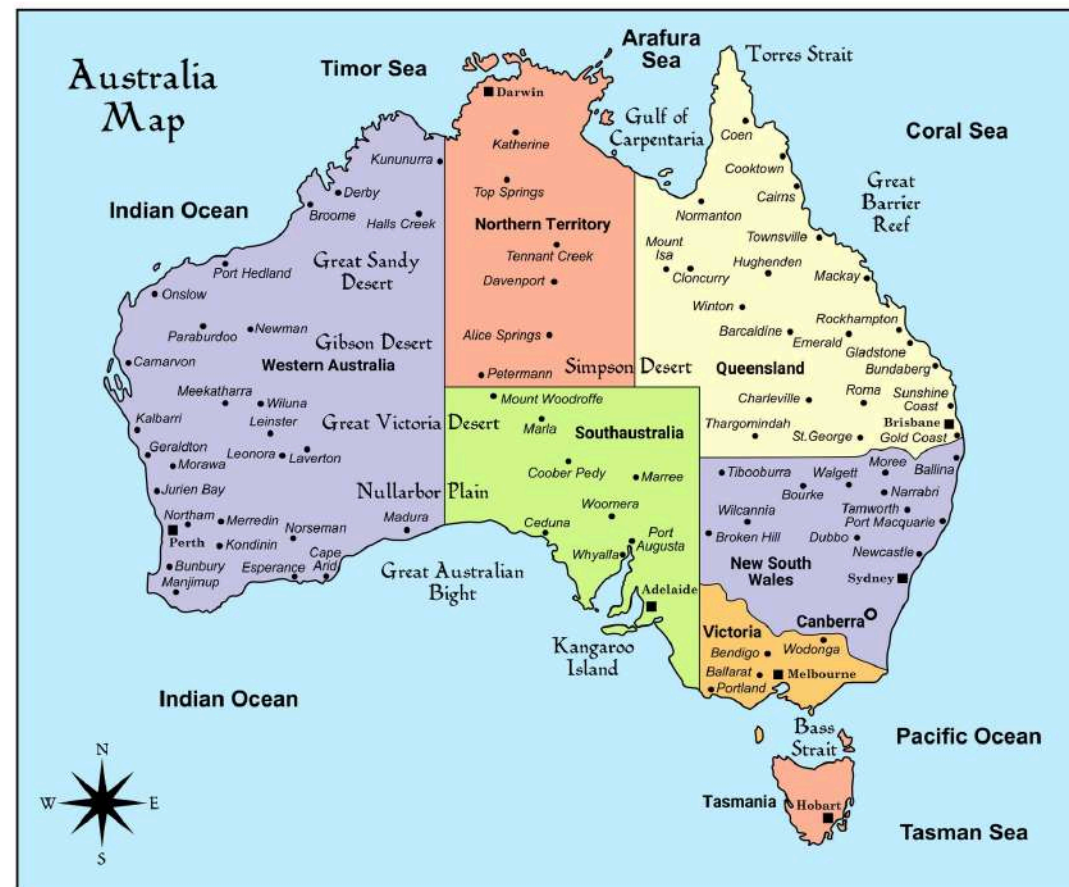 Australia
Map
Timor Sea
Arafura
Sea
Torres Strait
Darwin
Gulf of
Carpentaria
Coral Sea
Katherine
Coen
Kununurra
Cooktown
Derby
Top Springs
Cairns
Great
Barrier
Reef
Indian Ocean
Broome
Halls Creek
Northern Territory
Normanton
Townsville
Mount
Isa
Tennant Creek
Great Sandy
Desert
Port Hedland
Hughenden
Cloncurry
Mackay
Davenport
Onslow
Winton
Rockhampton
Paraburdoo
Newman
Gibson Desert
Alice Springs
Barcaldine
Emerald
Gladstone
Carnarvon
Western Australia
Simpson Desert
Queensland
Bundaberg
Petermann
Meekatharra
Wiluna
Mount Woodroffe
Charleville
Roma
Sunshine
Coast
Kalbarri
Leinster
Great Victoria Desert
Marla
Southaustralia
Thargomindah
Brisbane
St.George
Gold Coast
Geraldton
Morawa
Leonora
Laverton
Coober Pedy
Marree
Tibooburra
Walgett
Moree
Ballina
Jurien Bay
Nullarbor Plain
Bourke
Narrabri
Northam
Merredin
Norseman
Madura
Ceduna
Woomera
Wilcannia
Tamworth
Port Macquarie
Perth
Kondinin
Port
Augusta
Broken Hill
Dubbo
Bunbury
Esperance
Cape
Arid
Whyalla
Newcastle
Manjimup
Great Australian
Bight
Adelaide
New South
Wales
Sydney
Canberra
Kangaroo
Island
Victoria
Wodonga
Bendigo
Ballarat
Melbourne
Portland
Indian Ocean
Bass
Strait
Pacific Ocean
N
W
E
S
Tasmania
Hobart
Tasman Sea